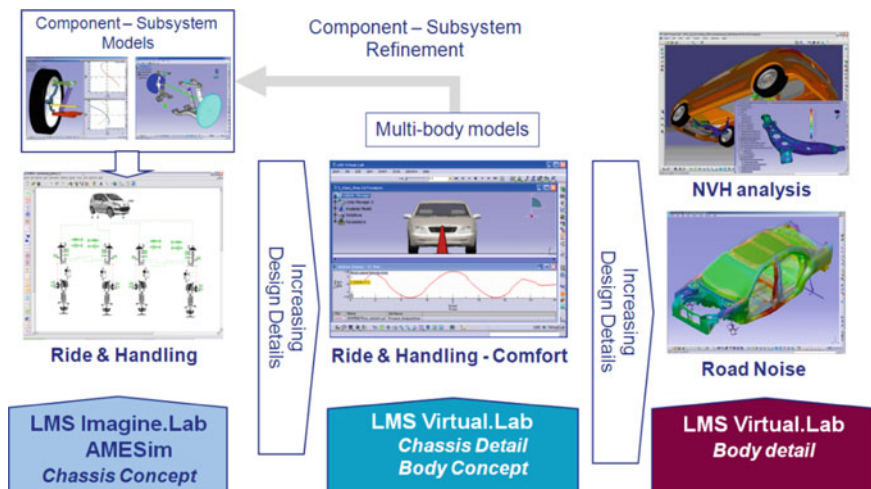 Component – Subsystem
Models
Component – Subsystem
Refinement
Multi-body models
Increasing
Design Details
Increasing
Design Details
NVH analysis
Ride & Handling
Ride & Handling - Comfort
Road Noise
LMS Imagine.Lab
AMESim
Chassis Concept
LMS Virtual.Lab
Chassis Detail
Body Concept
LMS Virtual.Lab
Body detail